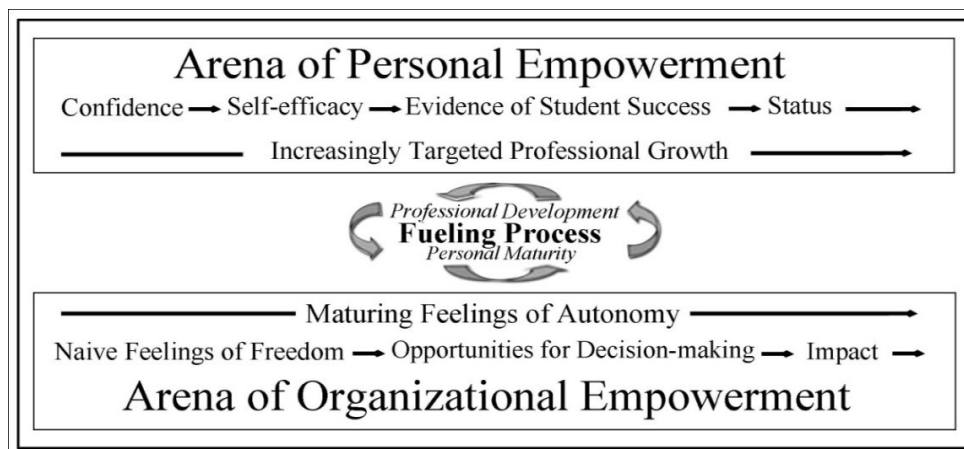 Arena of Personal Empowerment
Confidence Self-efficacy Evidence of Student Success Status
Increasingly Targeted Professional Growth
Professional Development
Fueling Process
Personal Maturity
Maturing Feelings of Autonomy
Naive Feelings of Freedom Opportunities for Decision-making Impact
Arena of Organizational Empowerment